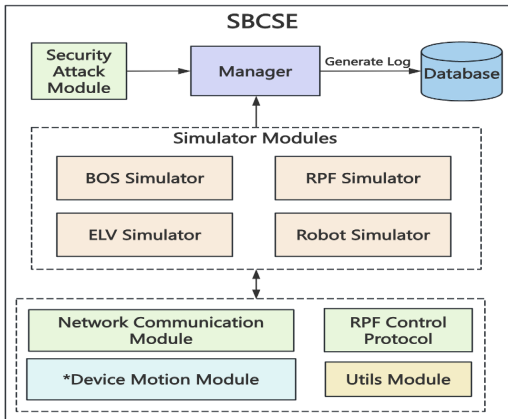 SBCSE
Security
Attack
Module
Manager
Generate Log
Database
Simulator Modules
BOS Simulator
RPF Simulator
ELV Simulator
Robot Simulator
Network Communication
Module
RPF Control
Protocol
*Device Motion Module
Utils Module